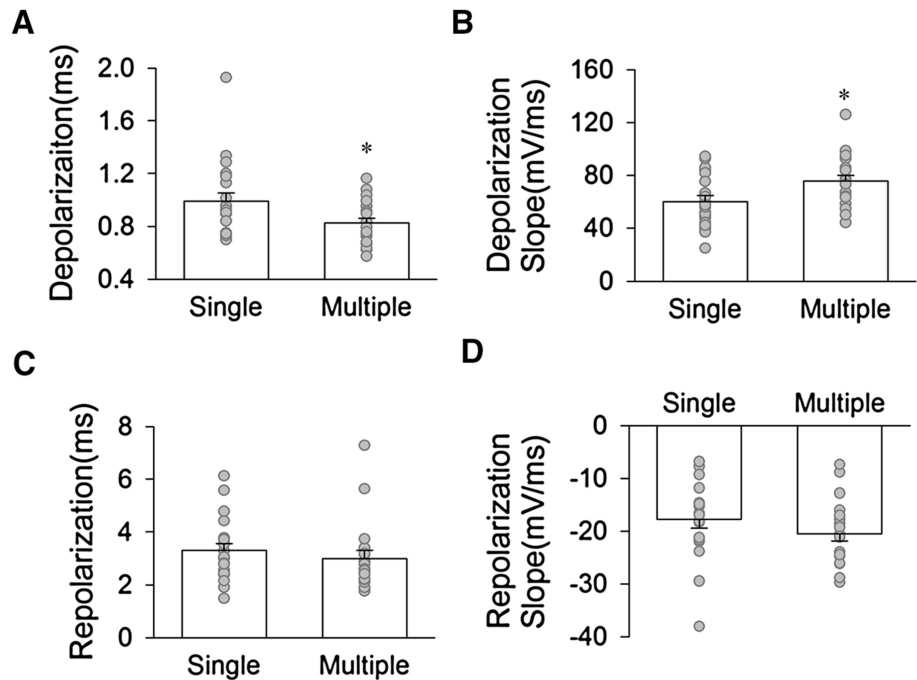 A
Depolarizaiton(ms)
2.0
1.6
1.2
0.8
0.4
*
Single Multiple
B
Depolarization
Slope(mV/ms)
160
120
80
40
0
*
Single Multiple
C
Repolarization(ms)
8
6
4
2
0
Single Multiple
D
Repolarization
Slope(mV/ms)
Single Multiple
0
-10
-20
-30
-40